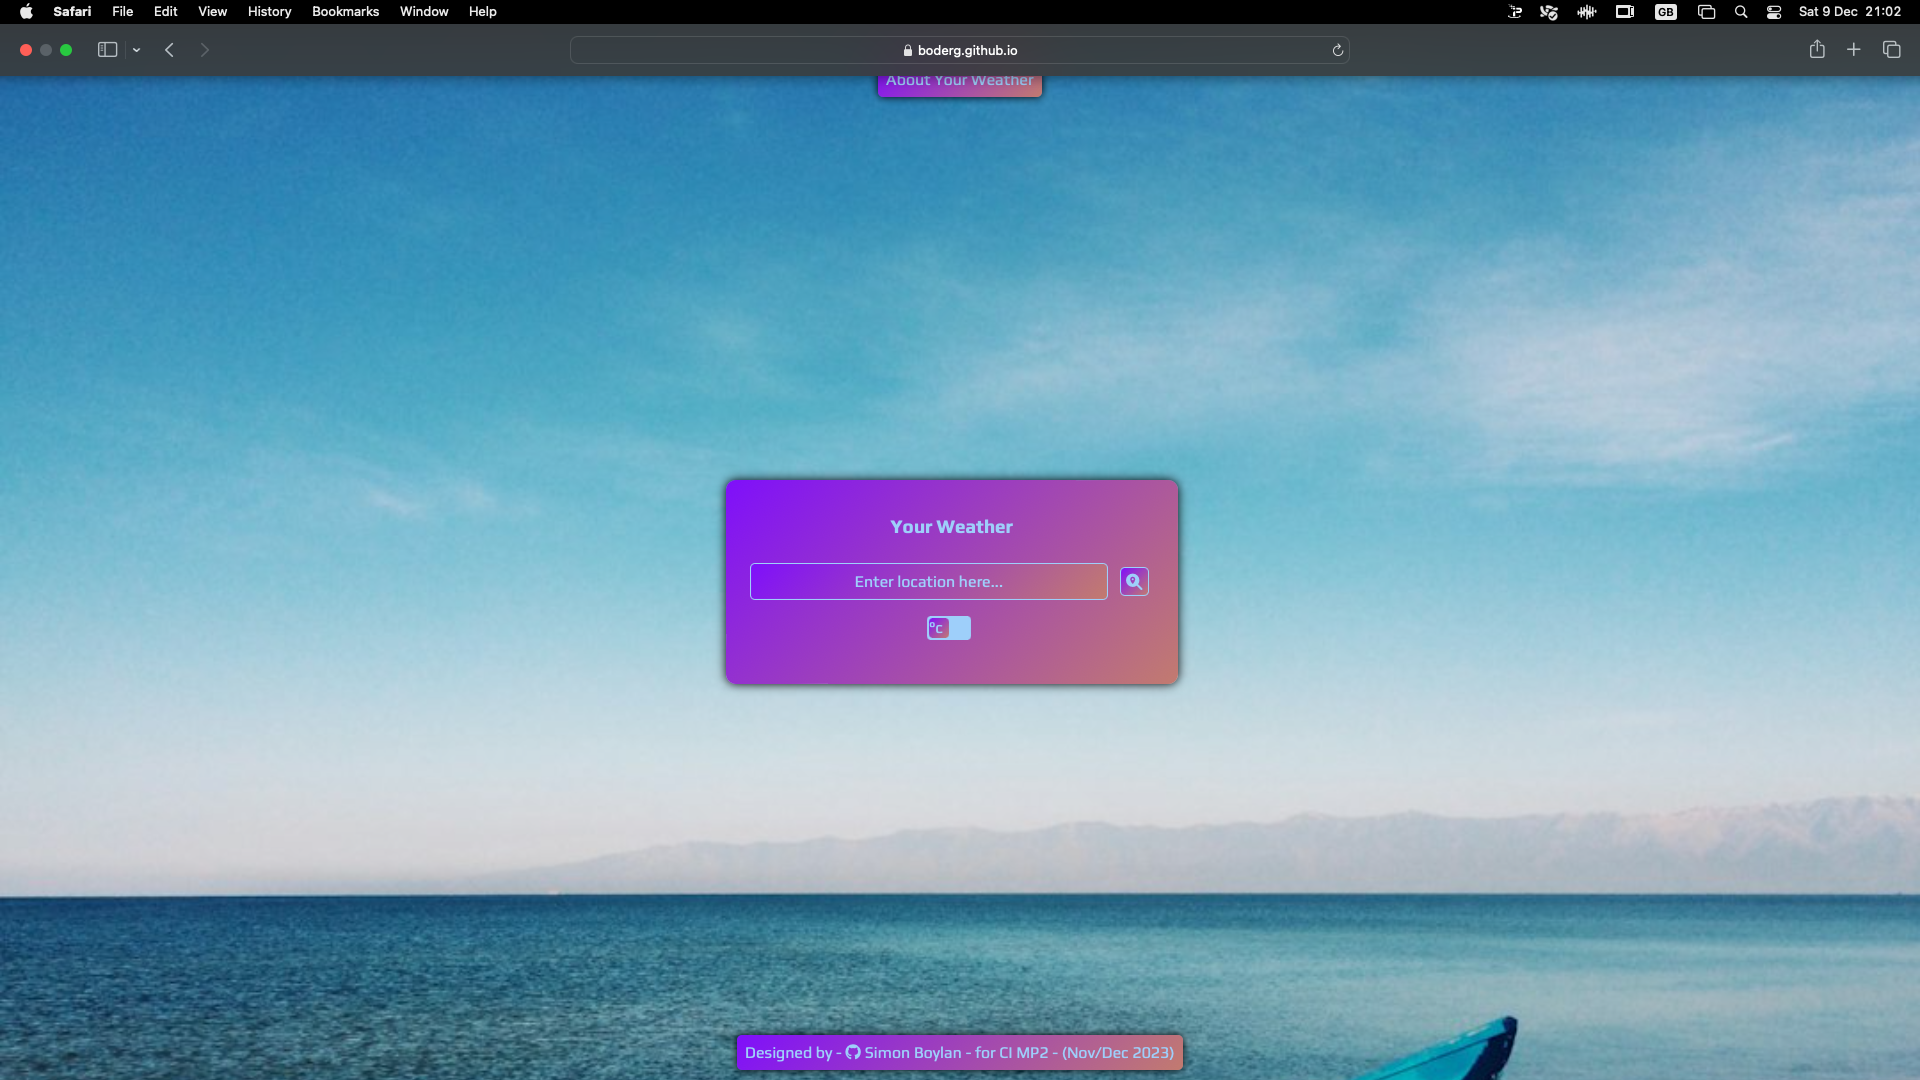 Safari File Edit View History Bookmarks Window Help GB Sat 9 Dec 21:02
boderg.github.io
About Your Weather
Your Weather
Enter location here...
°C
Designed by - Simon Boylan - for CI MP2 - (Nov/Dec 2023)